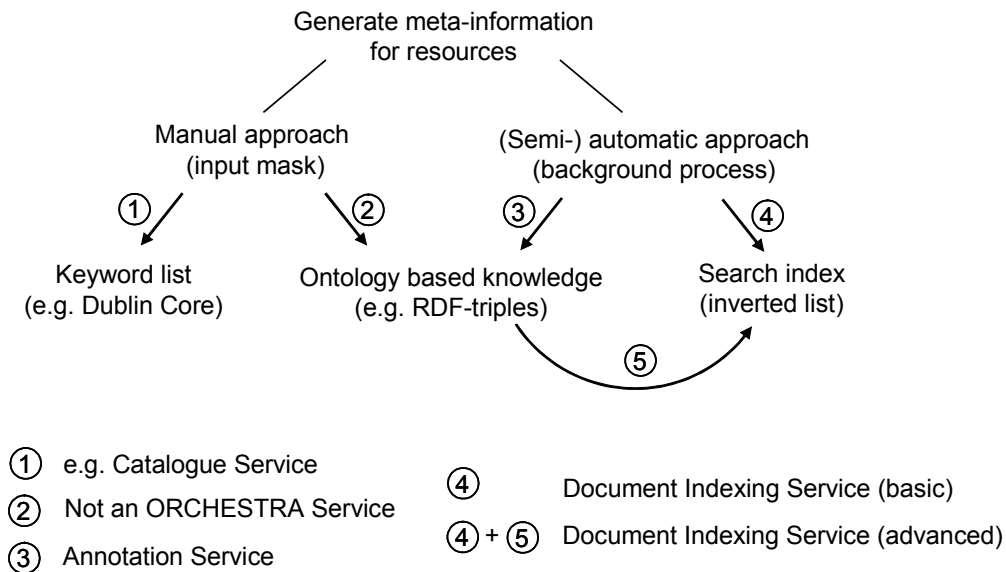 Generate meta-information
for resources
Manual approach
(input mask)
(Semi-) automatic approach
(background process)
1
2
3
4
Keyword list
(e.g. Dublin Core)
Ontology based knowledge
(e.g. RDF-triples)
Search index
(inverted list)
5
1 e.g. Catalogue Service
2 Not an ORCHESTRA Service
3 Annotation Service
4 Document Indexing Service (basic)
4 + 5 Document Indexing Service (advanced)